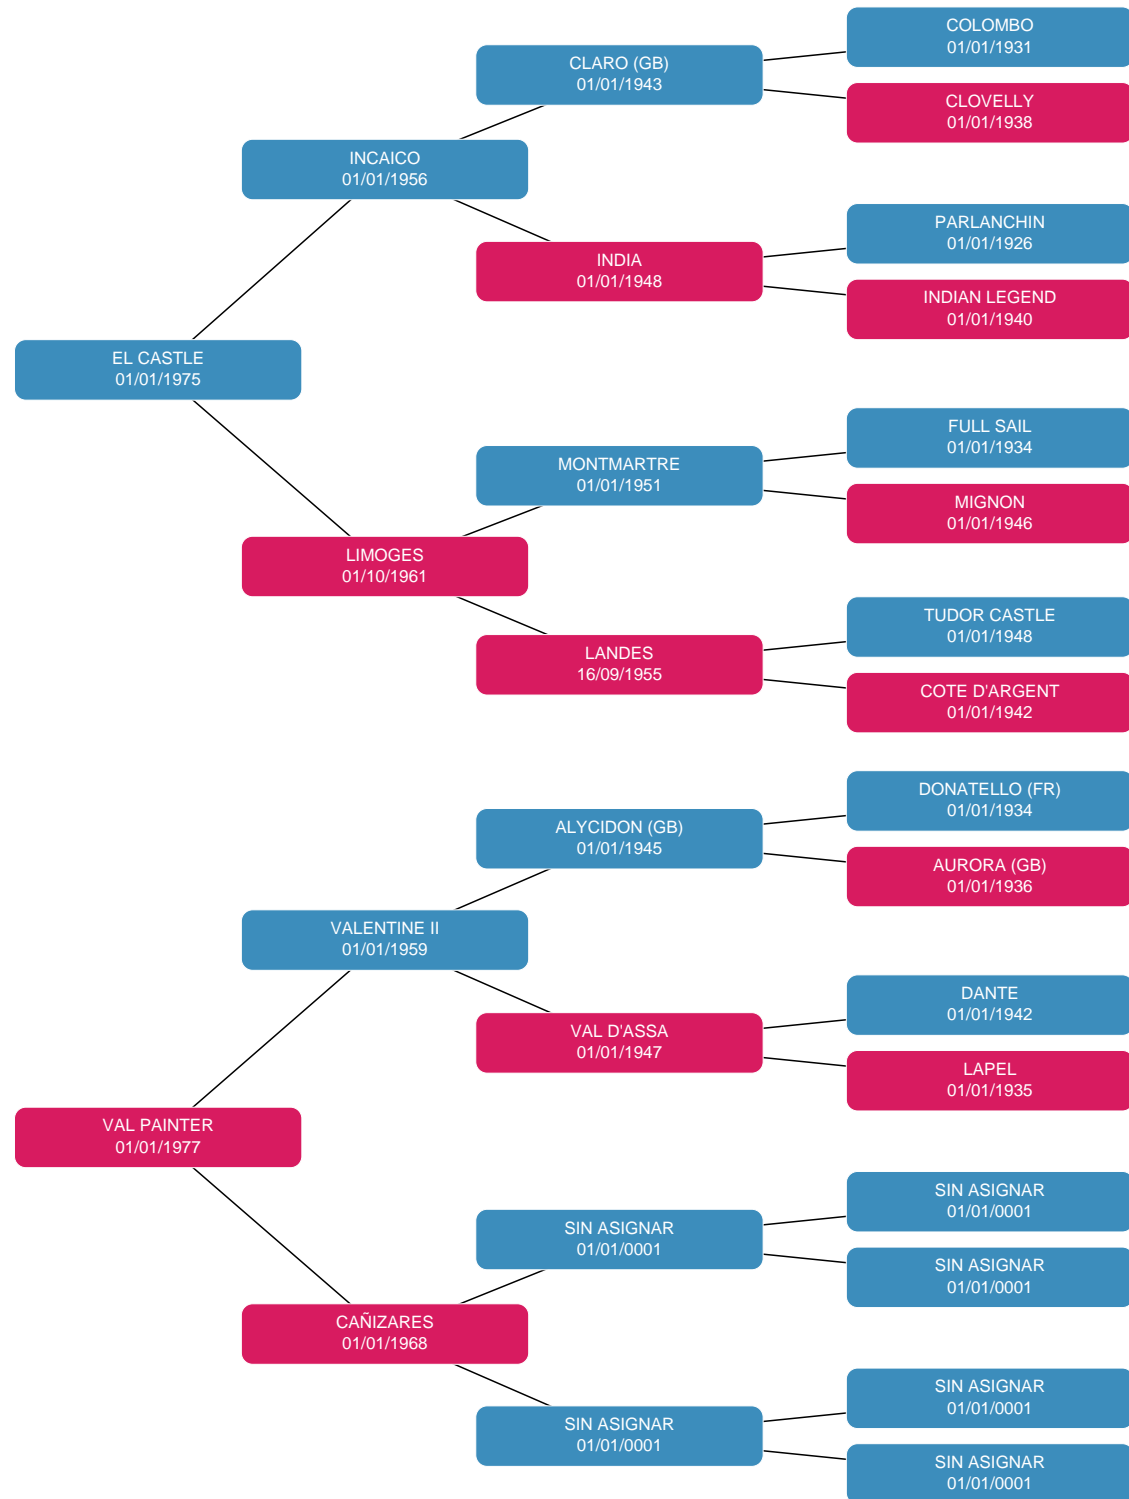 COLOMBO
01/01/1931
CLARO (GB)
01/01/1943
CLOVELLY
01/01/1938
INCAICO
01/01/1956
PARLANCHIN
01/01/1926
INDIA
01/01/1948
INDIAN LEGEND
01/01/1940
EL CASTLE
01/01/1975
FULL SAIL
01/01/1934
MONTMARTRE
01/01/1951
MIGNON
01/01/1946
LIMOGES
01/10/1961
TUDOR CASTLE
01/01/1948
LANDES
16/09/1955
COTE D'ARGENT
01/01/1942
DONATELLO (FR)
01/01/1934
ALYCIDON (GB)
01/01/1945
AURORA (GB)
01/01/1936
VALENTINE II
01/01/1959
DANTE
01/01/1942
VAL D'ASSA
01/01/1947
LAPEL
01/01/1935
VAL PAINTER
01/01/1977
SIN ASIGNAR
01/01/0001
SIN ASIGNAR
01/01/0001
SIN ASIGNAR
01/01/0001
CAÑIZARES
01/01/1968
SIN ASIGNAR
01/01/0001
SIN ASIGNAR
01/01/0001
SIN ASIGNAR
01/01/0001